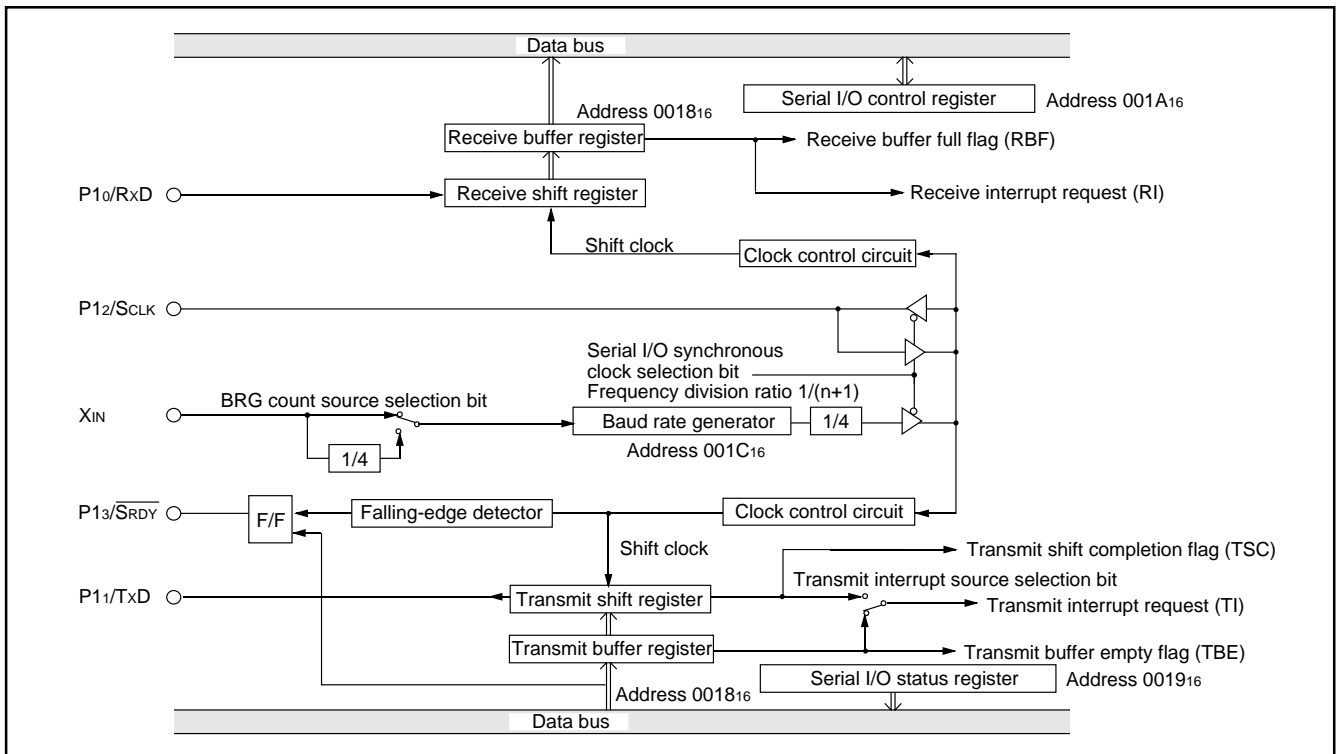 Data bus
Serial I/O control register
Address 001A16
Address 001816
Receive buffer register
Receive buffer full flag (RBF)
P10/RXD
Receive shift register
Receive interrupt request (RI)
Shift clock
Clock control circuit
P12/SCLK
Serial I/O synchronous
clock selection bit
Frequency division ratio 1/(n+1)
BRG count source selection bit
XIN
Baud rate generator
1/4
Address 001C16
1/4
P13/SRDY
F/F
Falling-edge detector
Clock control circuit
Shift clock
Transmit shift completion flag (TSC)
Transmit interrupt source selection bit
P11/TXD
Transmit shift register
Transmit interrupt request (TI)
Transmit buffer register
Transmit buffer empty flag (TBE)
Address 001816
Serial I/O status register
Address 001916
Data bus